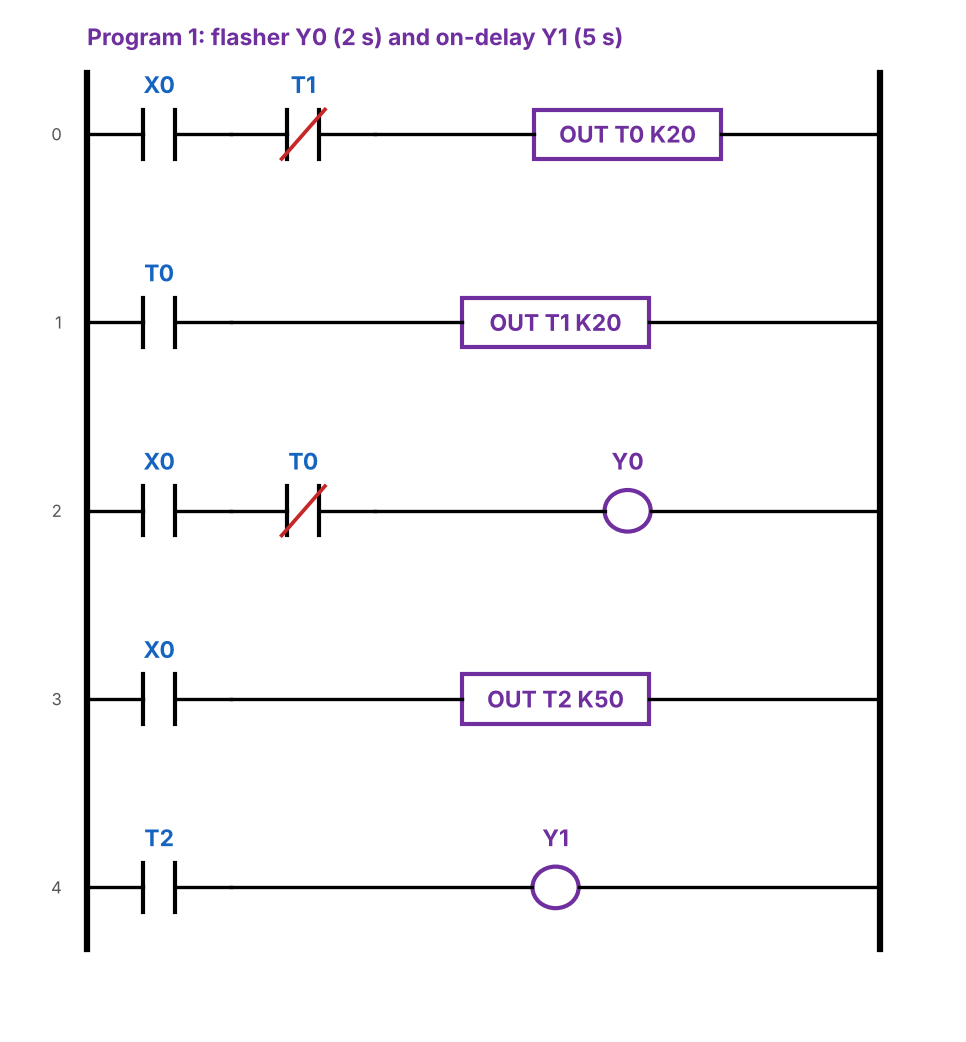 Program 1: flasher Y0 (2 s) and on-delay Y1 (5 s)
X0 T1
0 OUT T0 K20
T0
1 OUT T1 K20
X0 T0 Y0
2
X0
3 OUT T2 K50
T2 Y1
4